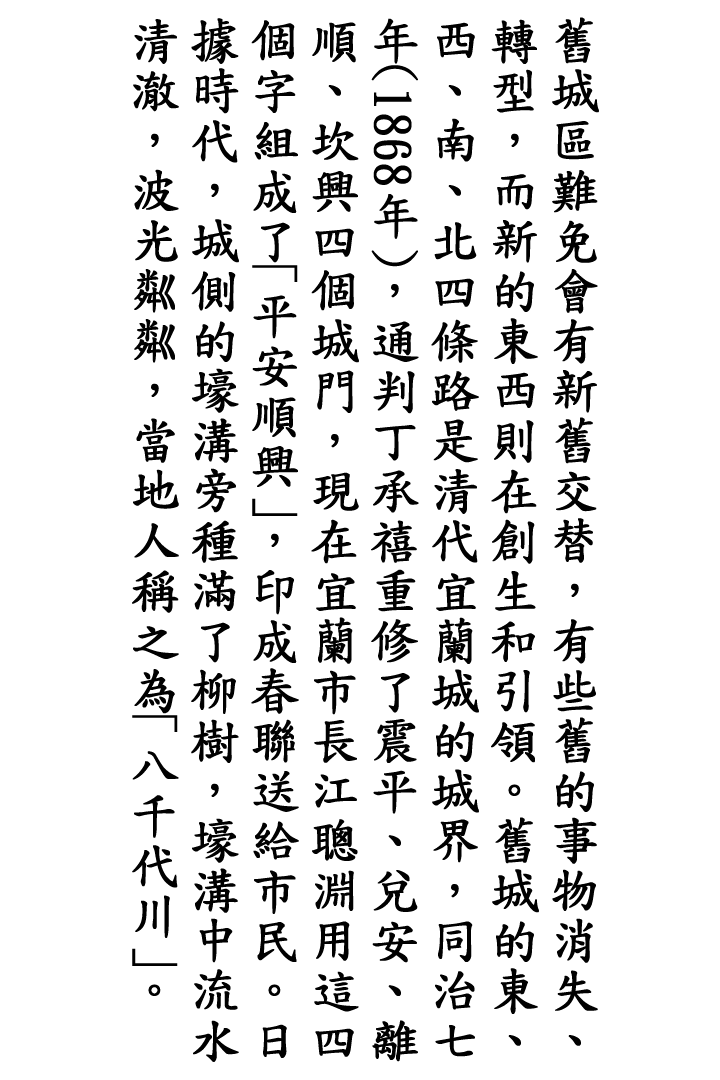 舊城區難免會有新舊交替，有些舊的事物消失、
轉型，而新的東西則在創生和引領。舊城的東、
西、南、北四條路是清代宜蘭城的城界，同治七
年(1868年)，通判丁承禧重修了震平、兌安、離
順、坎興四個城門，現在宜蘭市長江聰淵用這四
個字組成了「平安順興」，印成春聯送給市民。日
據時代，城側的壕溝旁種滿了柳樹，壕溝中流水
清澈，波光粼粼，當地人稱之為「八千代川」。